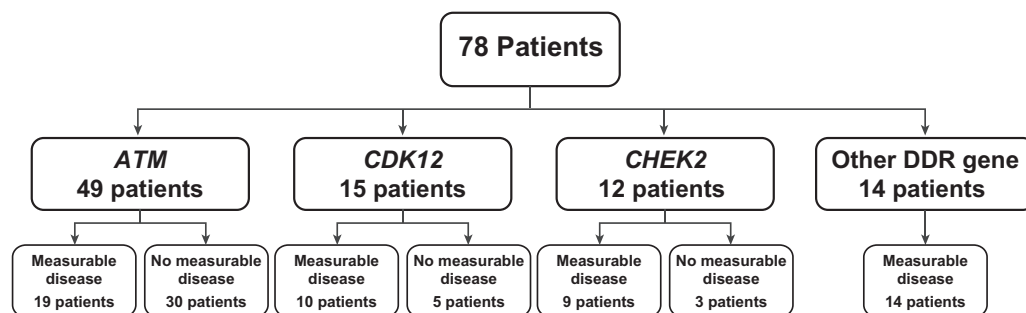 78 Patients
ATM
49 patients
CDK12
15 patients
CHEK2
12 patients
Other DDR gene
14 patients
Measurable
disease
19 patients
No measurable
disease
30 patients
Measurable
disease
10 patients
No measurable
disease
5 patients
Measurable
disease
9 patients
No measurable
disease
3 patients
Measurable
disease
14 patients